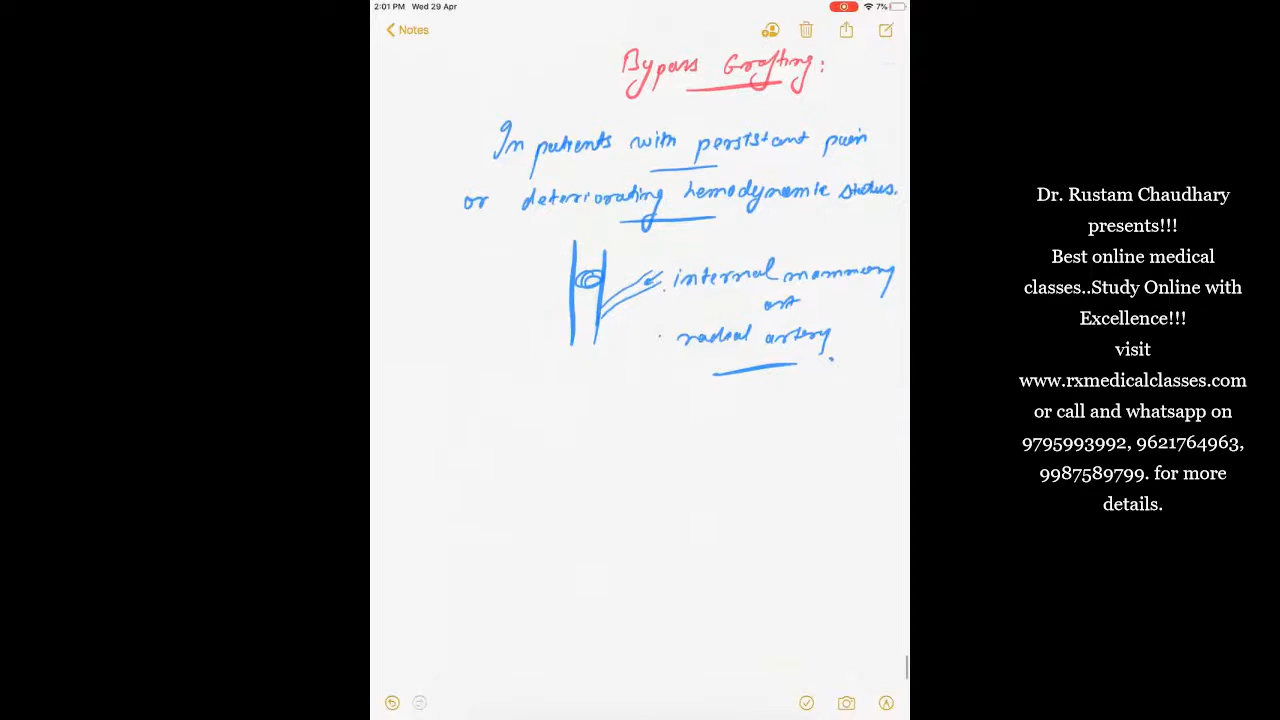 2:01 PM Wed 29 Apr
7%
Notes
Bypass Grafting:
In patients with persistant pain
or deteriorating hemodynamic status.
internal mammary
art
radial artery
Dr. Rustam Chaudhary
presents!!!
Best online medical
classes..Study Online with
Excellence!!!
visit
www.rxmedicalclasses.com
or call and whatsapp on
9795993992, 9621764963,
9987589799. for more
details.